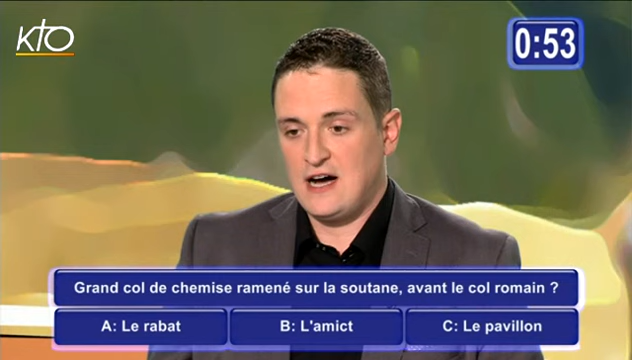 KTO
0:53
Grand col de chemise ramené sur la soutane, avant le col romain ?
A: Le rabat
B: L'amict
C: Le pavillon